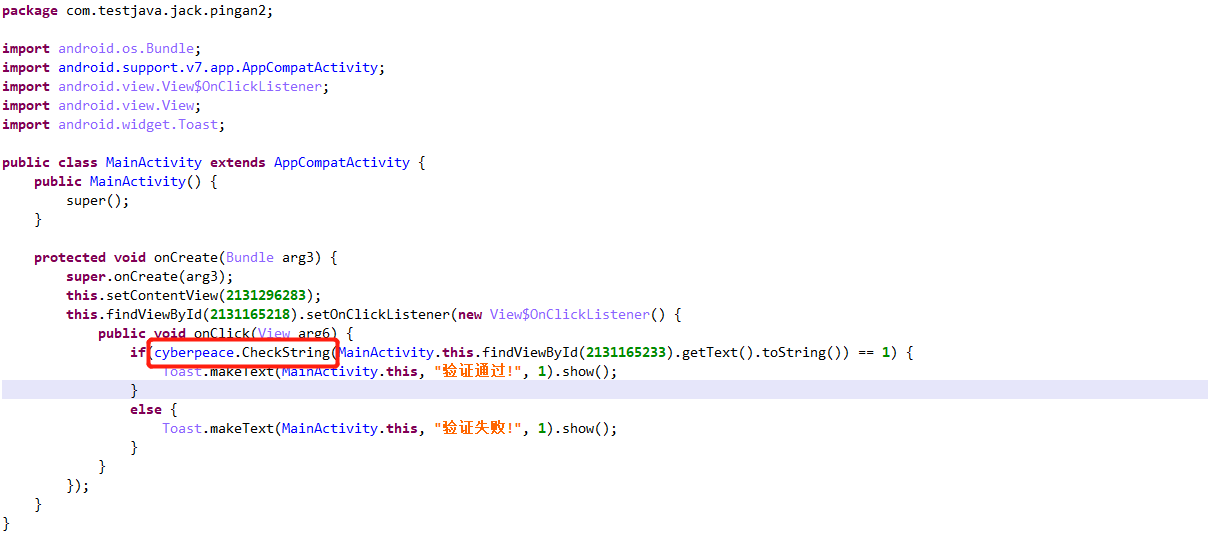 package com.testjava.jack.pingan2;
import android.os.Bundle;
import android.support.v7.app.AppCompatActivity;
import android.view.View$OnClickListener;
import android.view.View;
import android.widget.Toast;
public class MainActivity extends AppCompatActivity {
public MainActivity() {
super();
}
protected void onCreate(Bundle arg3) {
super.onCreate(arg3);
this.setContentView(2131296283);
this.findViewById(2131165218).setOnClickListener(new View$OnClickListener() {
public void onClick(View arg6) {
if(cyberpeace.CheckString(MainActivity.this.findViewById(2131165233).getText().toString()) == 1) {
Toast.makeText(MainActivity.this, "验证通过!", 1).show();
}
else {
Toast.makeText(MainActivity.this, "验证失败!", 1).show();
}
}
});
}
}